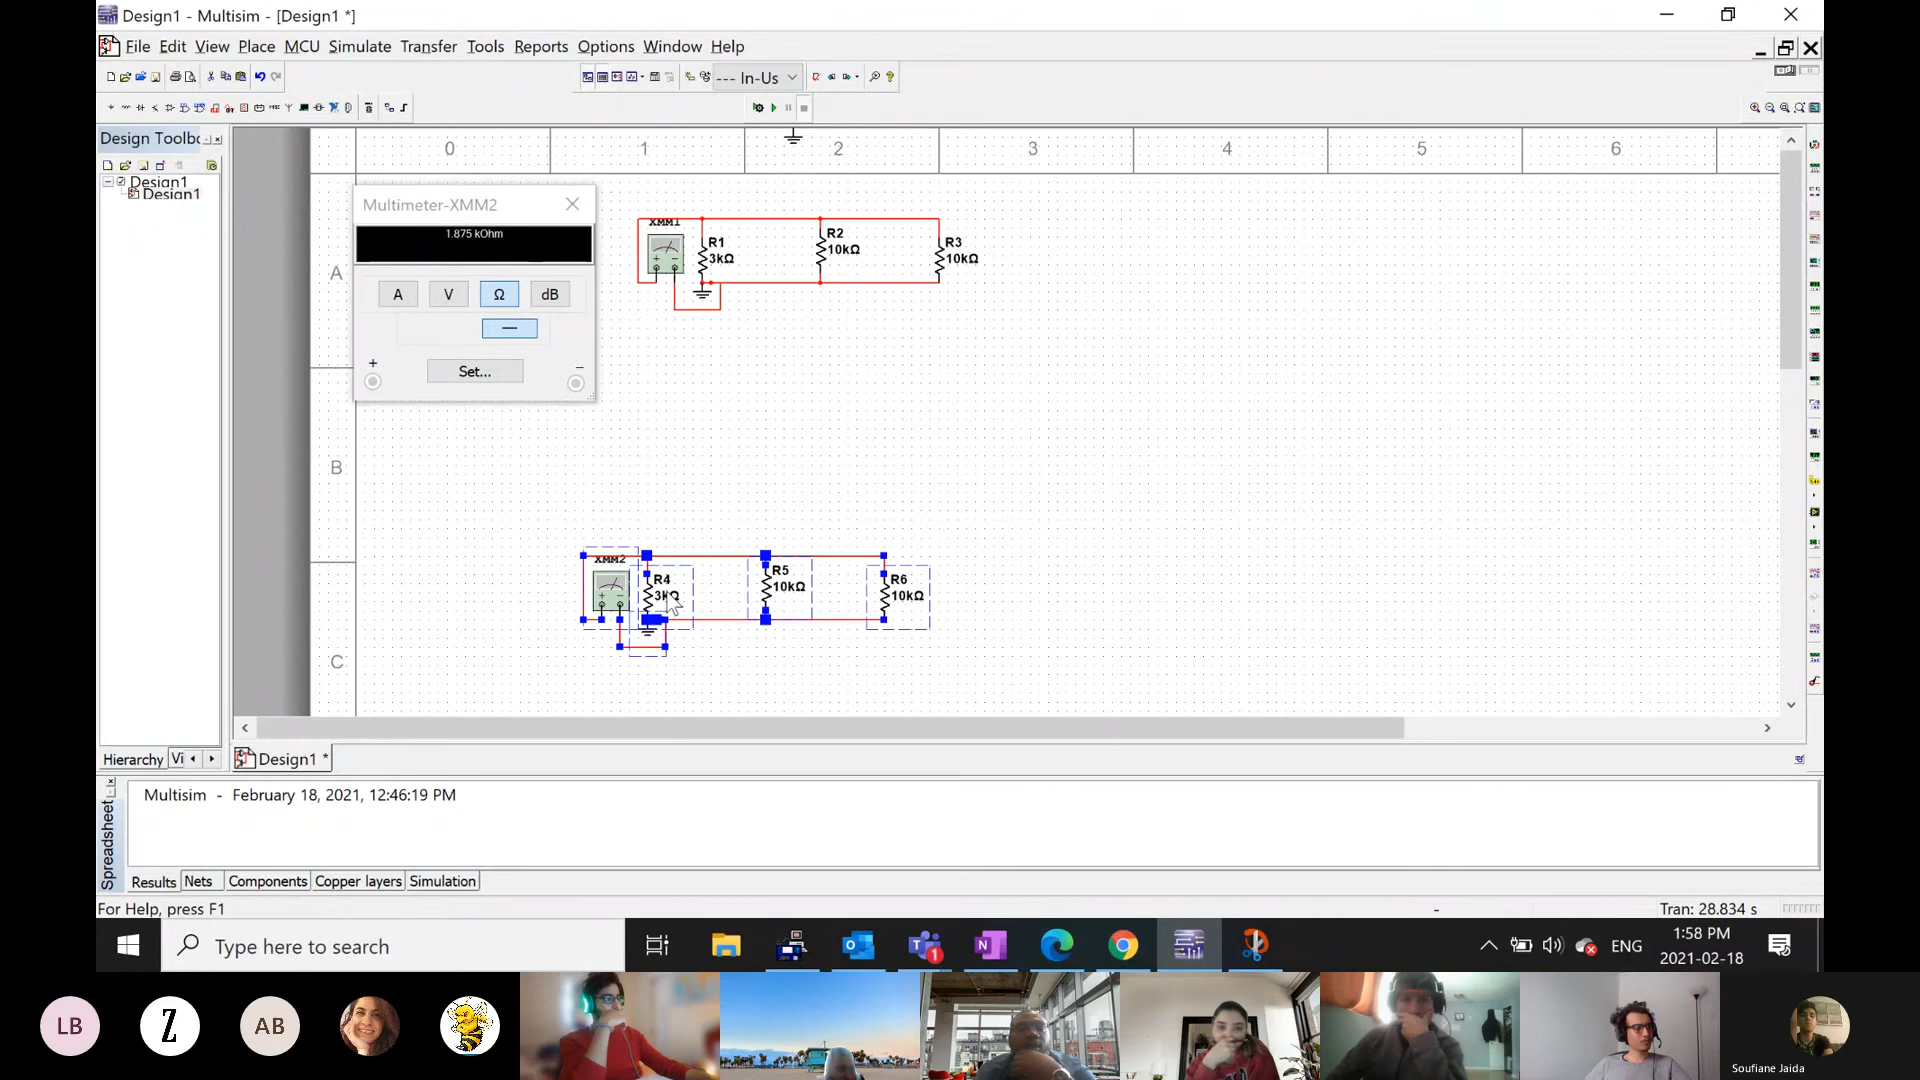 Design1 - Multisim - [Design1 *]
File Edit View Place MCU Simulate Transfer Tools Reports Options Window Help
--- In-Us
Design Toolbo
0 1 2 3 4 5 6
Design1
Design1
Multimeter-XMM2
1.875 kOhm
A V Ω dB
+
−
Set...
XMM1
R1
3kΩ
R2
10kΩ
R3
10kΩ
A
B
C
XMM2
R4
3kΩ
R5
10kΩ
R6
10kΩ
Hierarchy Vi
Design1 *
Multisim - February 18, 2021, 12:46:19 PM
Spreadsheet
Results Nets Components Copper layers Simulation
For Help, press F1
-
Tran: 28.834 s
Type here to search
1
ENG
1:58 PM
2021-02-18
LB
Z
AB
Soufiane Jaida